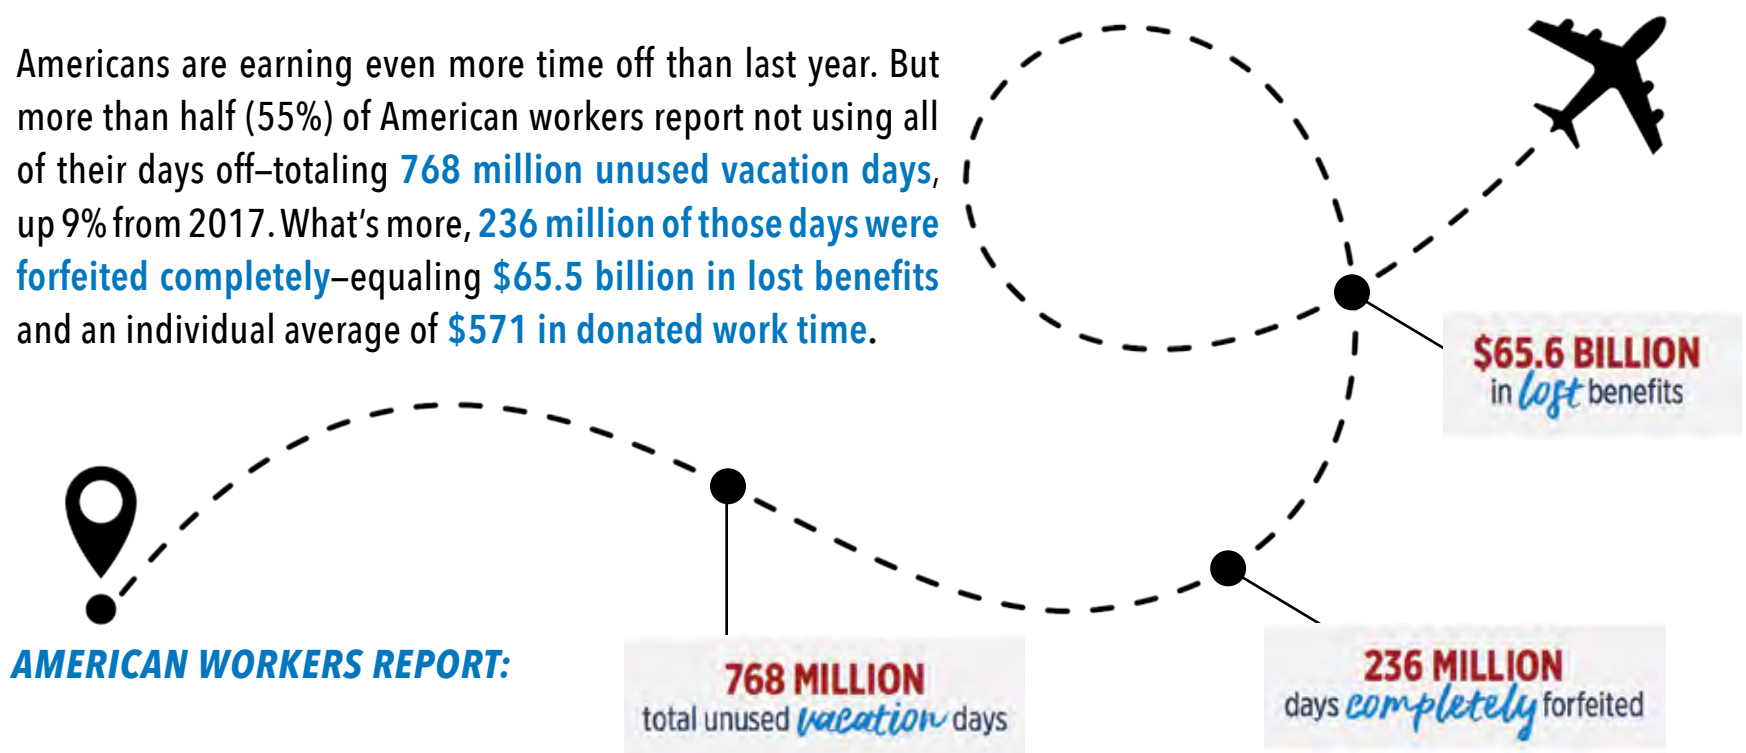 Americans are earning even more time off than last year. But
more than half (55%) of American workers report not using all
of their days off–totaling 768 million unused vacation days,
up 9% from 2017. What's more, 236 million of those days were
forfeited completely–equaling $65.5 billion in lost benefits
and an individual average of $571 in donated work time.
$65.6 BILLION
in lost benefits
AMERICAN WORKERS REPORT:
768 MILLION
total unused vacation days
236 MILLION
days completely forfeited